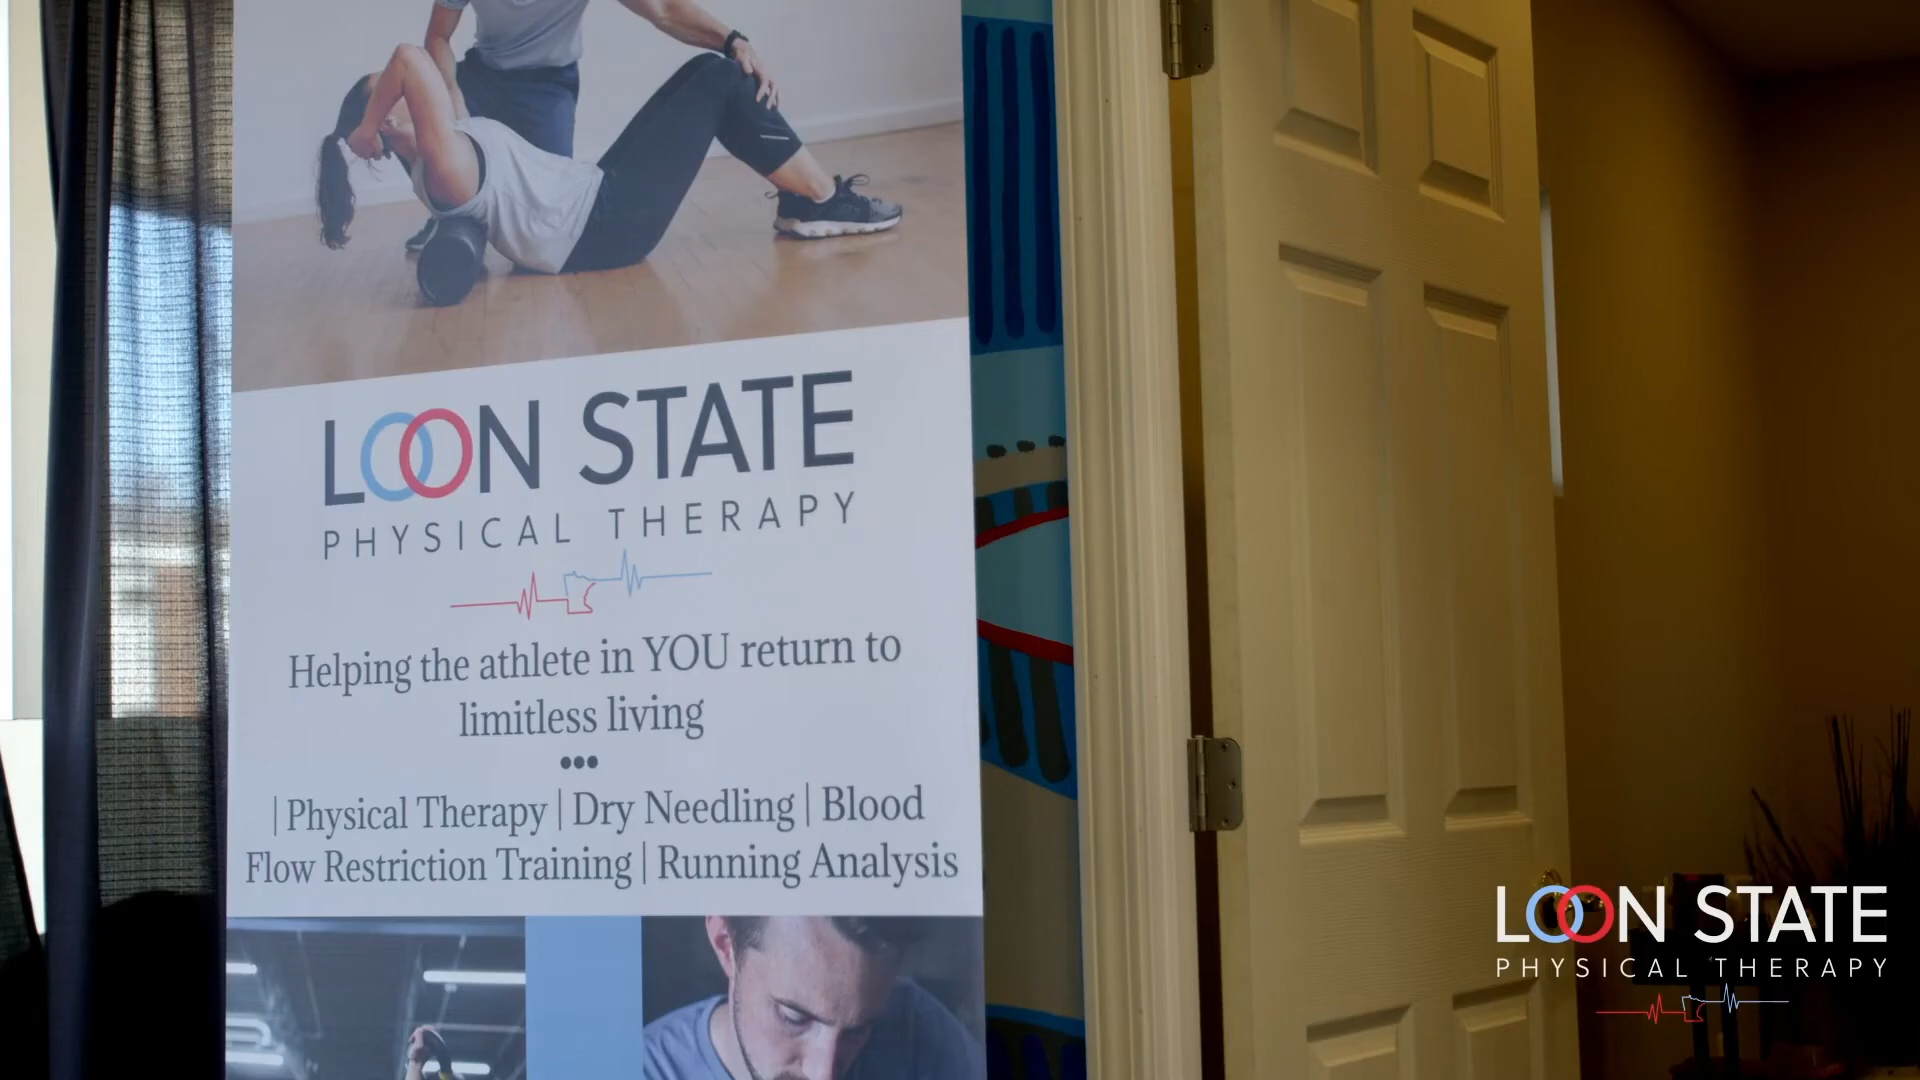 LOON STATE
PHYSICAL THERAPY
Helping the athlete in YOU return to
limitless living
•••
| Physical Therapy | Dry Needling | Blood
Flow Restriction Training | Running Analysis
LOON STATE
PHYSICAL THERAPY